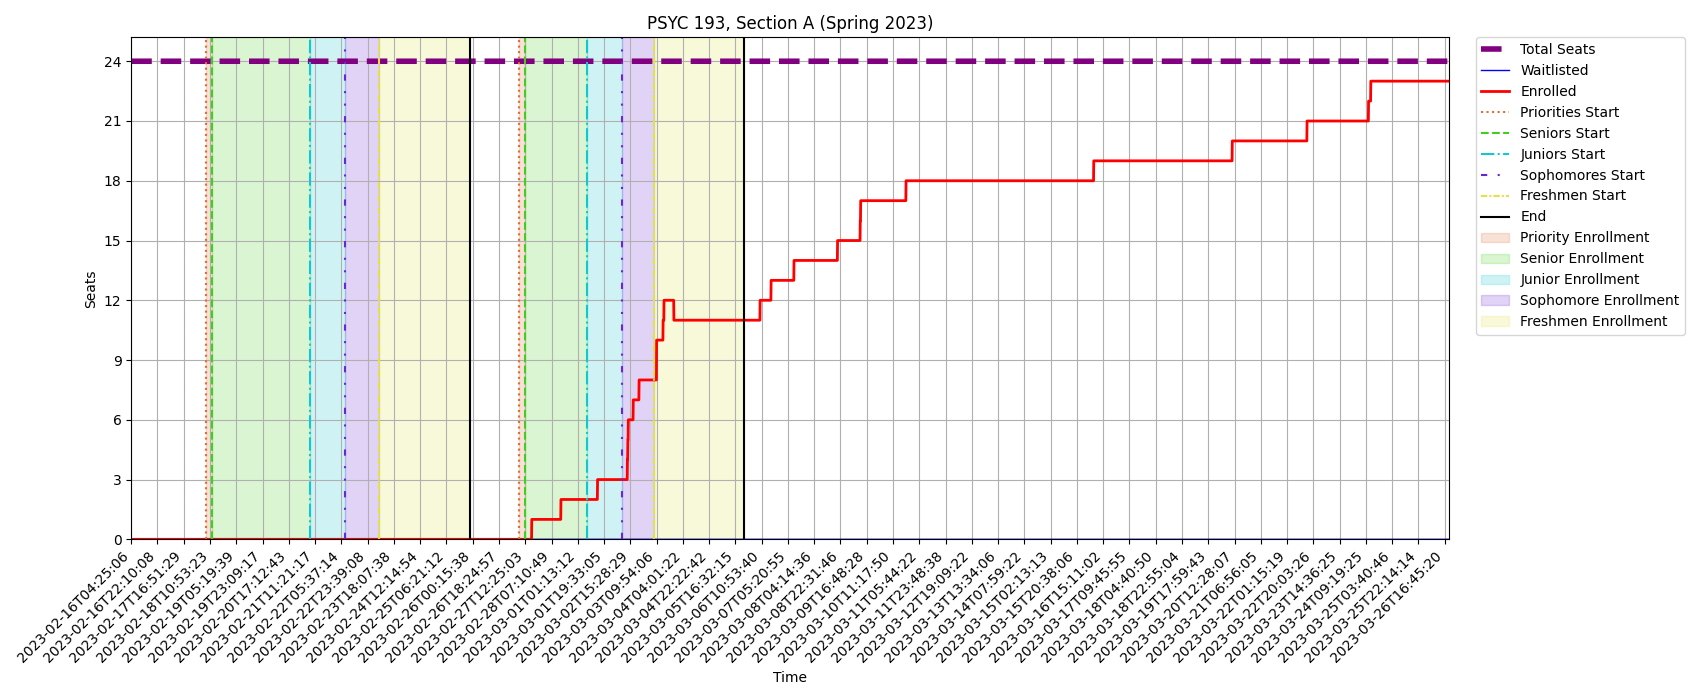 PSYC 193, Section A (Spring 2023)
Seats
24
21
18
15
12
9
6
3
0
2023-02-16T04:25:06
2023-02-16T22:10:08
2023-02-17T16:51:29
2023-02-18T10:53:23
2023-02-19T05:19:39
2023-02-19T23:09:17
2023-02-20T17:12:43
2023-02-21T11:21:17
2023-02-22T05:37:14
2023-02-22T23:39:08
2023-02-23T18:07:38
2023-02-24T12:14:54
2023-02-25T06:21:12
2023-02-26T00:15:38
2023-02-26T18:24:57
2023-02-27T12:25:03
2023-02-28T07:10:49
2023-03-01T01:13:12
2023-03-01T19:33:05
2023-03-02T15:28:29
2023-03-03T09:54:06
2023-03-04T04:01:22
2023-03-04T22:22:42
2023-03-05T16:32:15
2023-03-06T10:53:40
2023-03-07T05:20:55
2023-03-08T04:14:36
2023-03-08T22:31:46
2023-03-09T16:48:28
2023-03-10T11:17:50
2023-03-11T05:44:22
2023-03-11T23:48:38
2023-03-12T19:09:22
2023-03-13T13:34:06
2023-03-14T07:59:22
2023-03-15T02:13:13
2023-03-15T20:38:06
2023-03-16T15:11:02
2023-03-17T09:45:55
2023-03-18T04:40:50
2023-03-18T22:55:04
2023-03-19T17:59:43
2023-03-20T12:28:07
2023-03-21T06:56:05
2023-03-22T01:15:19
2023-03-22T20:03:26
2023-03-23T14:36:25
2023-03-24T09:19:25
2023-03-25T03:40:46
2023-03-25T22:14:14
2023-03-26T16:45:20
Time
Total Seats
Waitlisted
Enrolled
Priorities Start
Seniors Start
Juniors Start
Sophomores Start
Freshmen Start
End
Priority Enrollment
Senior Enrollment
Junior Enrollment
Sophomore Enrollment
Freshmen Enrollment